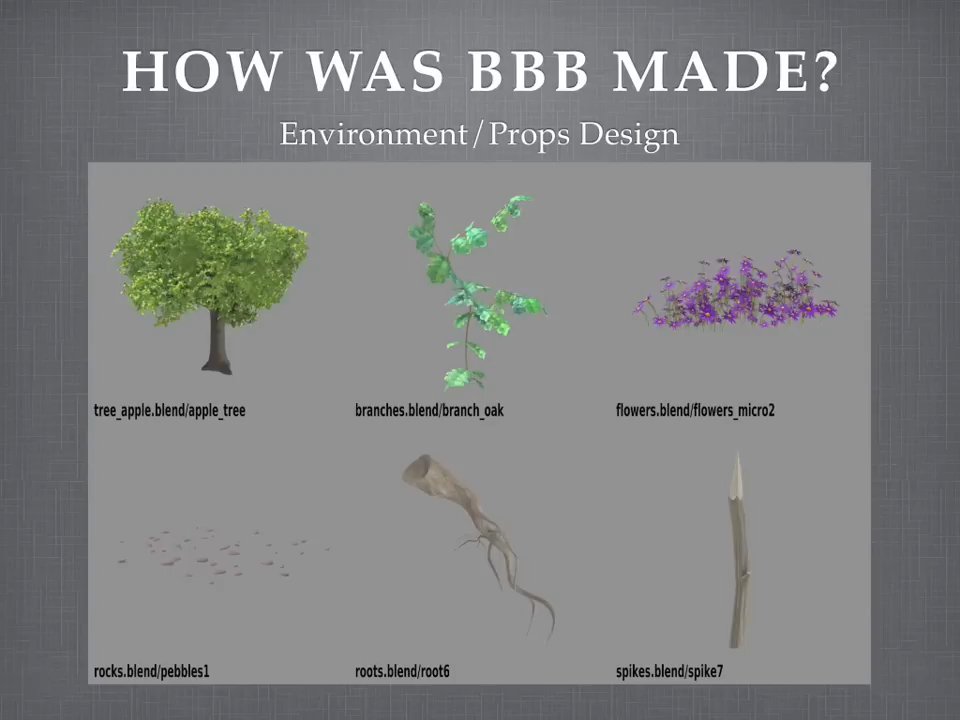 HOW WAS BBB MADE?
Environment/Props Design
tree_apple.blend/apple_tree
branches.blend/branch_oak
flowers.blend/flowers_micro2
rocks.blend/pebbles1
roots.blend/root6
spikes.blend/spike7